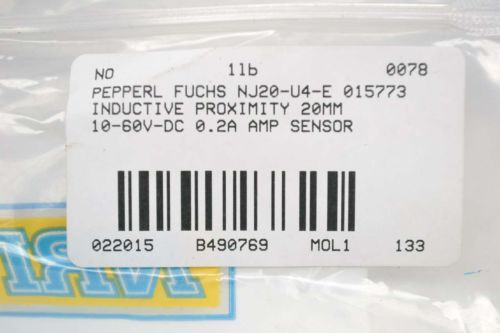 NO 1lb 0078
PEPPERL FUCHS NJ20-U4-E 015773
INDUCTIVE PROXIMITY 20MM
10-60V-DC 0.2A AMP SENSOR
022015 B490769 MOL1 133